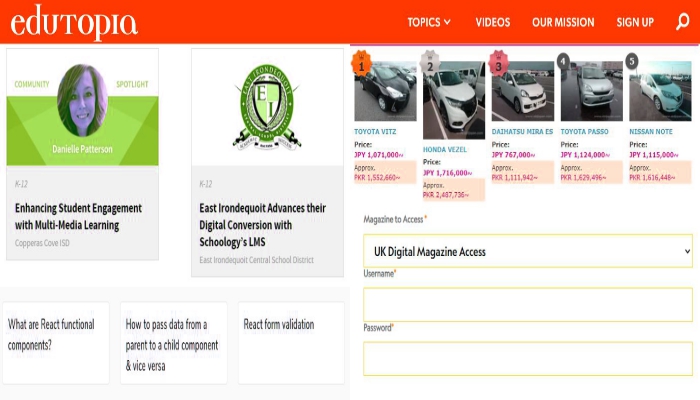 edutopia
TOPICS
VIDEOS
OUR MISSION
SIGN UP
COMMUNITY
SPOTLIGHT
Danielle Patterson
K-12
Enhancing Student Engagement
with Multi-Media Learning
Copperas Cove ISD
EAST IRONDEQUOIT
E I
K-12
East Irondequoit Advances their
Digital Conversion with
Schoology's LMS
East Irondequoit Central School District
1
TOYOTA VITZ
Price:
JPY 1,071,000~
Approx.
PKR 1,552,660~
2
HONDA VEZEL
Price:
JPY 1,716,000~
Approx.
PKR 2,487,736~
3
DAIHATSU MIRA ES
Price:
JPY 767,000~
Approx.
PKR 1,111,942~
4
TOYOTA PASSO
Price:
JPY 1,124,000~
Approx.
PKR 1,629,496~
5
NISSAN NOTE
Price:
JPY 1,115,000~
Approx.
PKR 1,616,448~
Magazine to Access*
UK Digital Magazine Access
Username*
Password*
What are React functional
components?
How to pass data from a
parent to a child component
& vice versa
React form validation